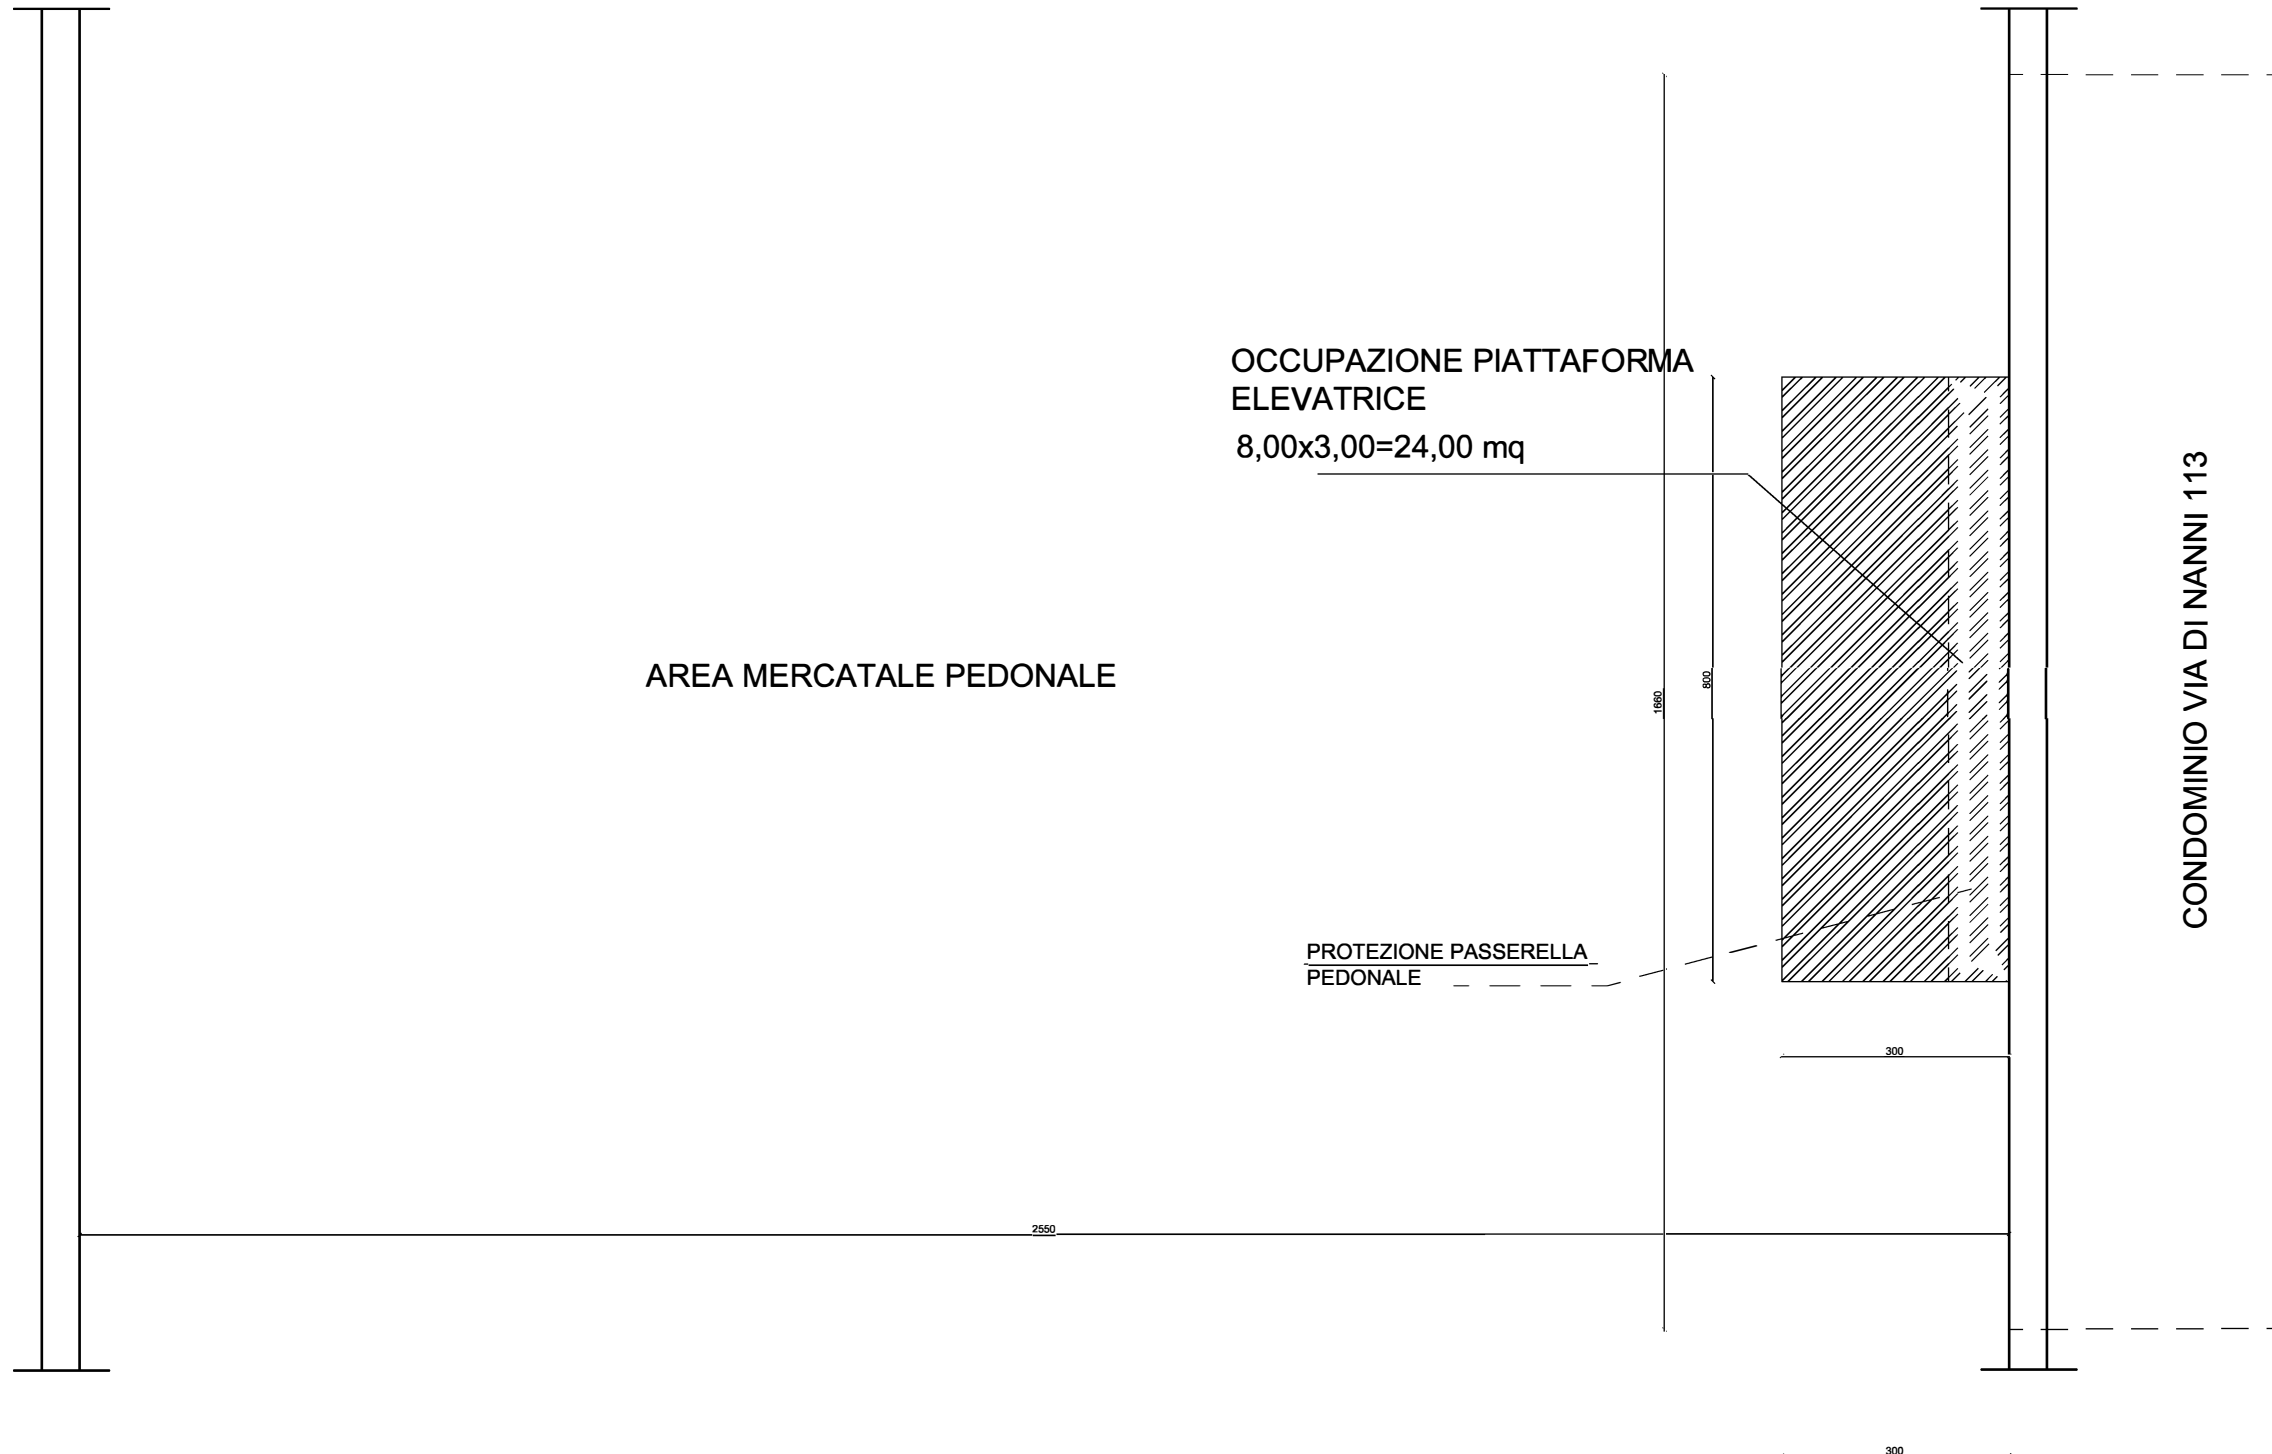 OCCUPAZIONE PIATTAFORMA
ELEVATRICE
8,00x3,00=24,00 mq
CONDOMINIO VIA DI NANNI 113
AREA MERCATALE PEDONALE
1660
800
PROTEZIONE PASSERELLA
PEDONALE
300
2550
300